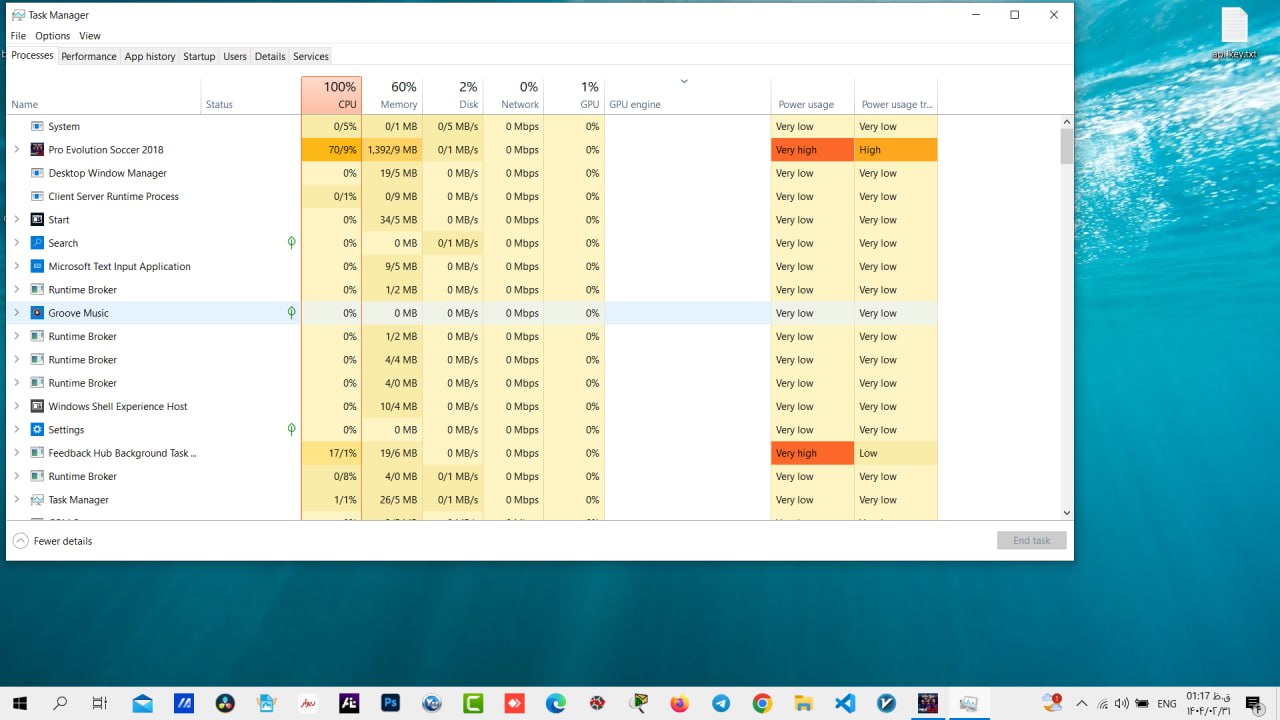 Task Manager
api key.txt
File Options View
Processes Performance App history Startup Users Details Services
100% 60% 2% 0% 1%
Name Status CPU Memory Disk Network GPU GPU engine Power usage Power usage tr...
System 0/5% 0/1 MB 0/5 MB/s 0 Mbps 0% Very low Very low
Pro Evolution Soccer 2018 70/9% 1,392/9 MB 0/1 MB/s 0 Mbps 0% Very high High
Desktop Window Manager 0% 19/5 MB 0 MB/s 0 Mbps 0% Very low Very low
Client Server Runtime Process 0/1% 0/9 MB 0 MB/s 0 Mbps 0% Very low Very low
Start 0% 34/5 MB 0 MB/s 0 Mbps 0% Very low Very low
Search 0% 0 MB 0/1 MB/s 0 Mbps 0% Very low Very low
Microsoft Text Input Application 0% 9/5 MB 0 MB/s 0 Mbps 0% Very low Very low
Runtime Broker 0% 1/2 MB 0 MB/s 0 Mbps 0% Very low Very low
Groove Music 0% 0 MB 0 MB/s 0 Mbps 0% Very low Very low
Runtime Broker 0% 1/2 MB 0 MB/s 0 Mbps 0% Very low Very low
Runtime Broker 0% 4/4 MB 0 MB/s 0 Mbps 0% Very low Very low
Runtime Broker 0% 4/0 MB 0 MB/s 0 Mbps 0% Very low Very low
Windows Shell Experience Host 0% 10/4 MB 0 MB/s 0 Mbps 0% Very low Very low
Settings 0% 0 MB 0 MB/s 0 Mbps 0% Very low Very low
Feedback Hub Background Task ... 17/1% 19/6 MB 0 MB/s 0 Mbps 0% Very high Low
Runtime Broker 0/8% 4/0 MB 0/1 MB/s 0 Mbps 0% Very low Very low
Task Manager 1/1% 26/5 MB 0/1 MB/s 0 Mbps 0% Very low Very low
Fewer details End task
Ps ENG 01:17 ق.ظ
۱۴۰۴/۰۲/۳۱